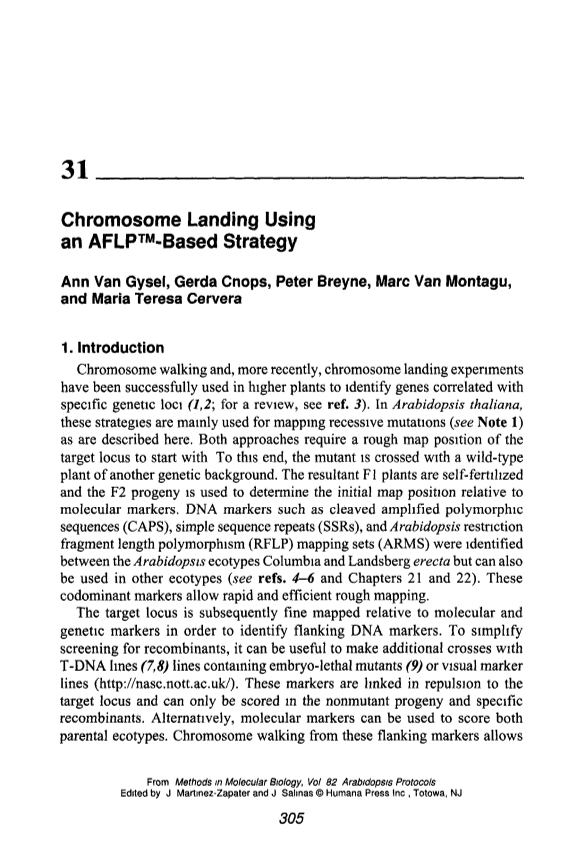 31
Chromosome Landing Using
an AFLP™-Based Strategy
Ann Van Gysel, Gerda Cnops, Peter Breyne, Marc Van Montagu,
and Maria Teresa Cervera
1. Introduction
Chromosome walking and, more recently, chromosome landing experiments
have been successfully used in higher plants to identify genes correlated with
specific genetic loci (1,2; for a review, see ref. 3). In Arabidopsis thaliana,
these strategies are mainly used for mapping recessive mutations (see Note 1)
as are described here. Both approaches require a rough map position of the
target locus to start with To this end, the mutant is crossed with a wild-type
plant of another genetic background. The resultant F1 plants are self-fertilized
and the F2 progeny is used to determine the initial map position relative to
molecular markers. DNA markers such as cleaved amplified polymorphic
sequences (CAPS), simple sequence repeats (SSRs), and Arabidopsis restriction
fragment length polymorphism (RFLP) mapping sets (ARMS) were identified
between the Arabidopsis ecotypes Columbia and Landsberg erecta but can also
be used in other ecotypes (see refs. 4–6 and Chapters 21 and 22). These
codominant markers allow rapid and efficient rough mapping.
The target locus is subsequently fine mapped relative to molecular and
genetic markers in order to identify flanking DNA markers. To simplify
screening for recombinants, it can be useful to make additional crosses with
T-DNA lines (7,8) lines containing embryo-lethal mutants (9) or visual marker
lines (http://nasc.nott.ac.uk/). These markers are linked in repulsion to the
target locus and can only be scored in the nonmutant progeny and specific
recombinants. Alternatively, molecular markers can be used to score both
parental ecotypes. Chromosome walking from these flanking markers allows
From Methods in Molecular Biology, Vol 82 Arabidopsis Protocols
Edited by J Martinez-Zapater and J Salinas © Humana Press Inc , Totowa, NJ
305